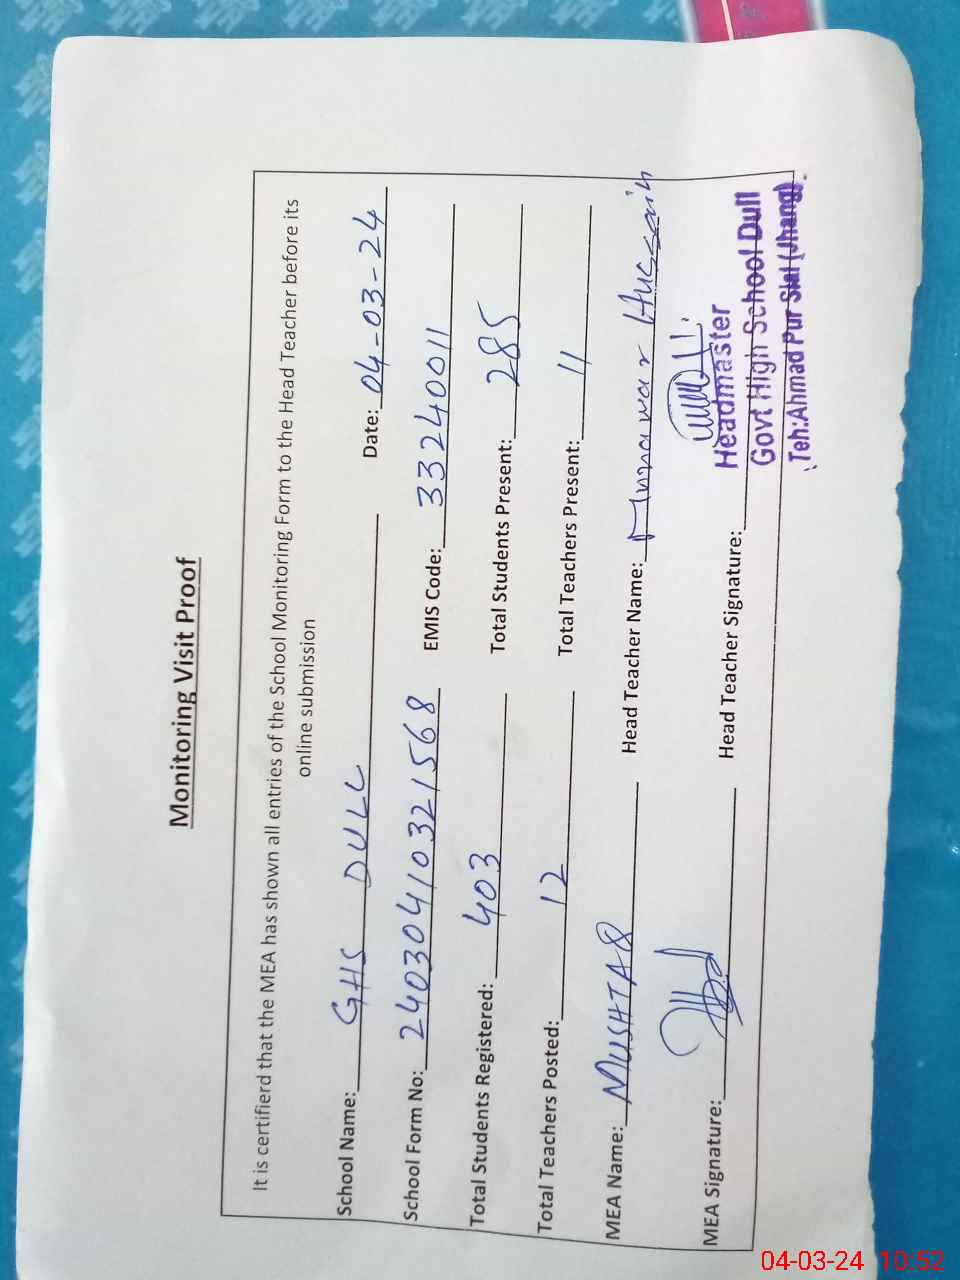 Monitoring Visit Proof
It is certifierd that the MEA has shown all entries of the School Monitoring Form to the Head Teacher before its
online submission
School Name: GHS DULL Date: 04-03-24
School Form No: 24030410321568 EMIS Code: 33240011
Total Students Registered: 403 Total Students Present: 285
Total Teachers Posted: 12 Total Teachers Present: 11
MEA Name: MUSHTAQ Head Teacher Name: Munawar Hussain
MEA Signature: Head Teacher Signature:
Headmaster
Govt High School Dull
Teh:Ahmad Pur Sial (Jhang).
04-03-24 10:52